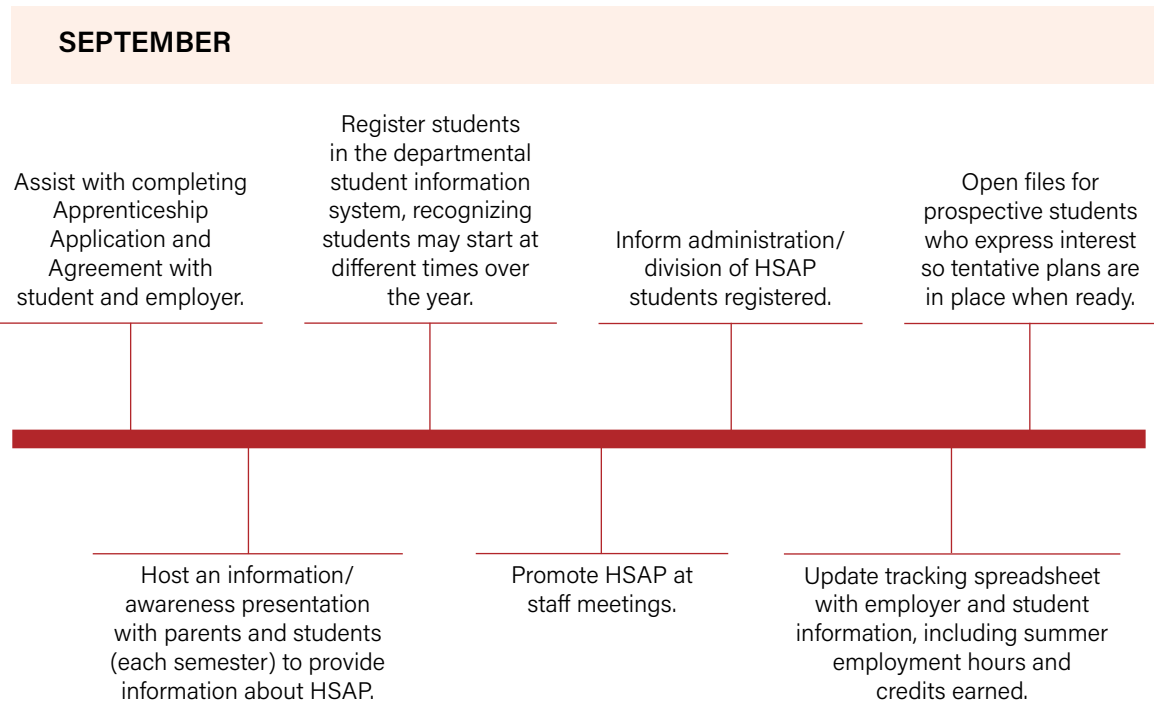 SEPTEMBER
Assist with completing
Apprenticeship
Application and
Agreement with
student and employer.
Register students
in the departmental
student information
system, recognizing
students may start at
different times over
the year.
Inform administration/
division of HSAP
students registered.
Open files for
prospective students
who express interest
so tentative plans are
in place when ready.
Host an information/
awareness presentation
with parents and students
(each semester) to provide
information about HSAP.
Promote HSAP at
staff meetings.
Update tracking spreadsheet
with employer and student
information, including summer
employment hours and
credits earned.